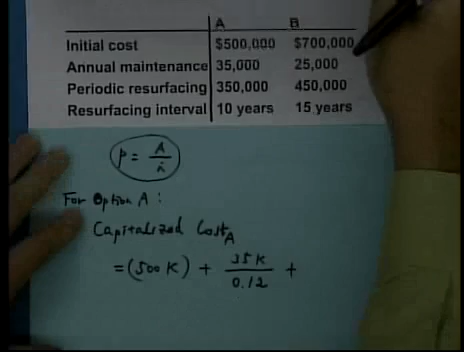 A B
Initial cost $500,000 $700,000
Annual maintenance 35,000 25,000
Periodic resurfacing 350,000 450,000
Resurfacing interval 10 years 15 years
P = A / i
For Option A :
Capitalized Cost A
= (500 K) + 35 K / 0.12 +